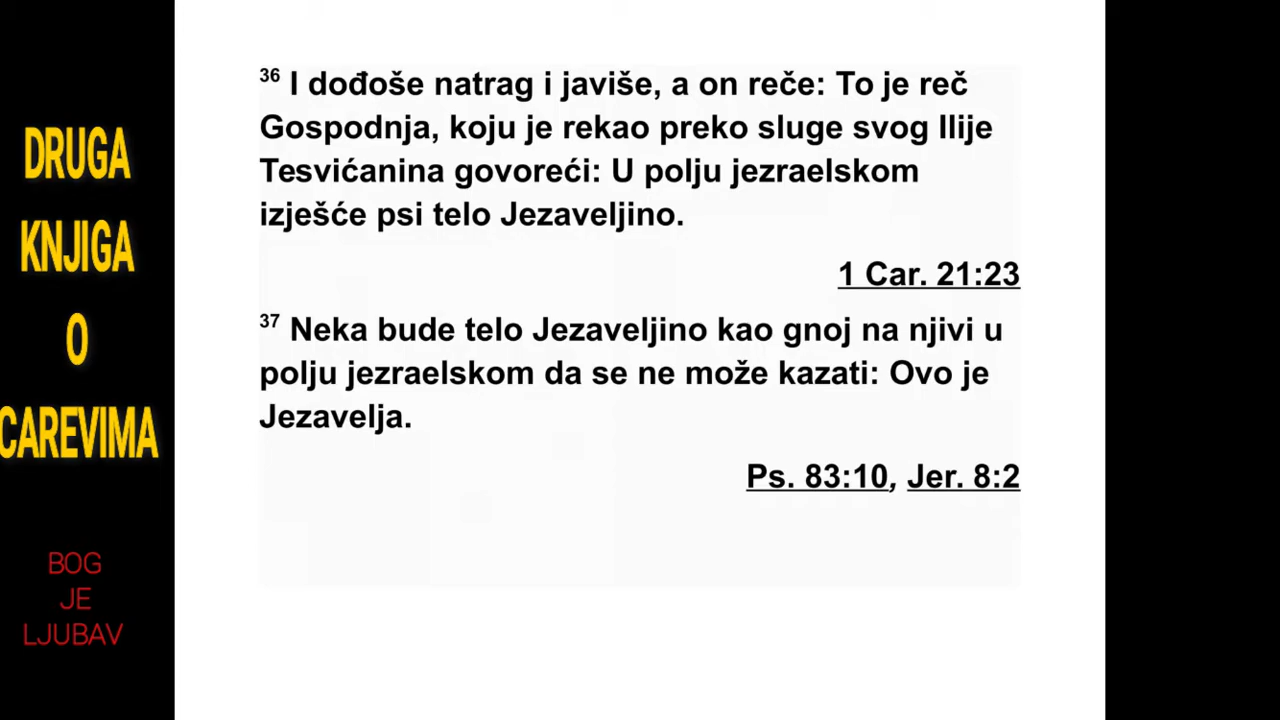 DRUGA
KNJIGA
O
CAREVIMA
BOG
JE
LJUBAV
36 I dođoše natrag i javiše, a on reče: To je reč
Gospodnja, koju je rekao preko sluge svog Ilije
Tesvićanina govoreći: U polju jezraelskom
izješće psi telo Jezaveljino.
1 Car. 21:23
37 Neka bude telo Jezaveljino kao gnoj na njivi u
polju jezraelskom da se ne može kazati: Ovo je
Jezavelja.
Ps. 83:10, Jer. 8:2